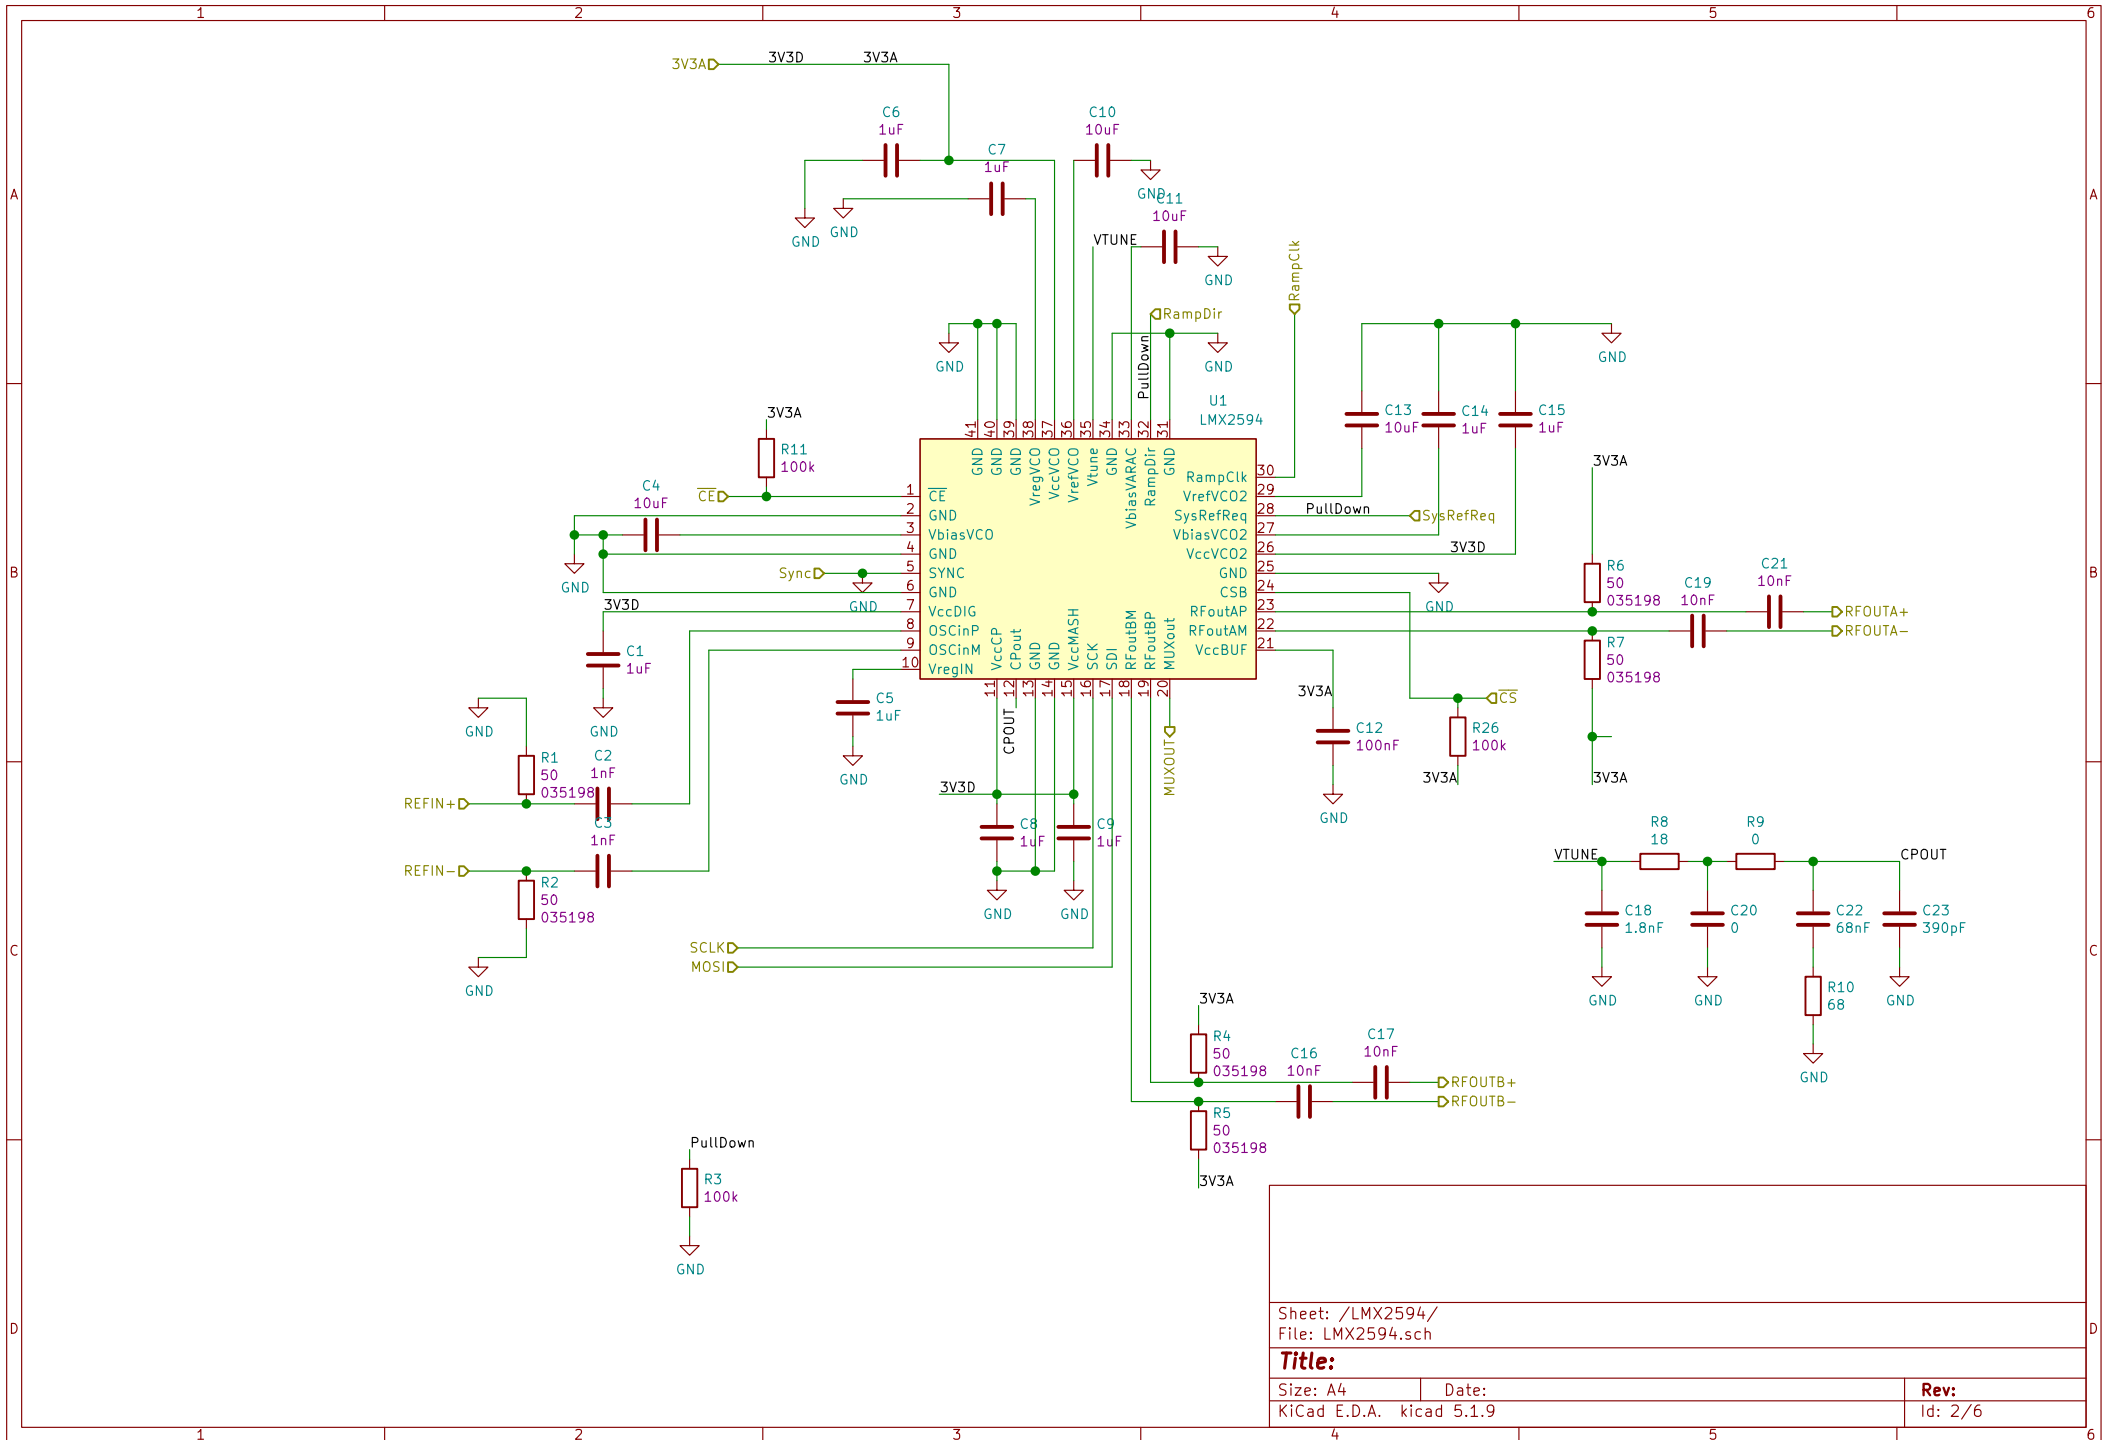 1 2 3 4 5 6
3V3A 3V3D 3V3A
C6
1uF
C10
10uF
C7
1uF
GND
GND
GND
C11
10uF
VTUNE
GND
RampClk
RampDir
PullDown
GND
GND
GND
A A
U1
LMX2594
C13
10uF
C14
1uF
C15
1uF
3V3A
R11
100k
CE
C4
10uF
GND
Sync
GND
3V3D
C1
1uF
GND
C5
1uF
GND
41 40 39 38 37 36 35 34 33 32 31
GND GND GND VregVCO VccVCO VrefVCO Vtune GND VbiasVARAC RampDir GND
1 CE
2 GND
3 VbiasVCO
4 GND
5 SYNC
6 GND
7 VccDIG
8 OSCinP
9 OSCinM
10 VregIN
RampClk 30
VrefVCO2 29
SysRefReq 28
VbiasVCO2 27
VccVCO2 26
GND 25
CSB 24
RFoutAP 23
RFoutAM 22
VccBUF 21
VccCP CPout GND GND VccMASH SCK SDI RFoutBM RFoutBP MUXout
11 12 13 14 15 16 17 18 19 20
PullDown
SysRefReq
3V3D
GND
3V3A
R6
50
035198
C19
10nF
C21
10nF
RFOUTA+
RFOUTA-
R7
50
035198
3V3A
B B
CS
R26
100k
3V3A
3V3A
C12
100nF
GND
CPOUT
MUXOUT
GND
R1
50
035198
C2
1nF
REFIN+
C3
1nF
REFIN-
R2
50
035198
GND
3V3D
C8
1uF
C9
1uF
GND
GND
SCLK
MOSI
VTUNE
R8
18
R9
0
CPOUT
C18
1.8nF
C20
0
C22
68nF
C23
390pF
GND
GND
GND
R10
68
GND
C C
3V3A
R4
50
035198
C16
10nF
C17
10nF
RFOUTB+
RFOUTB-
R5
50
035198
3V3A
PullDown
R3
100k
GND
D D
Sheet: /LMX2594/
File: LMX2594.sch
Title:
Size: A4 Date: Rev:
KiCad E.D.A. kicad 5.1.9 Id: 2/6
1 2 3 4 5 6